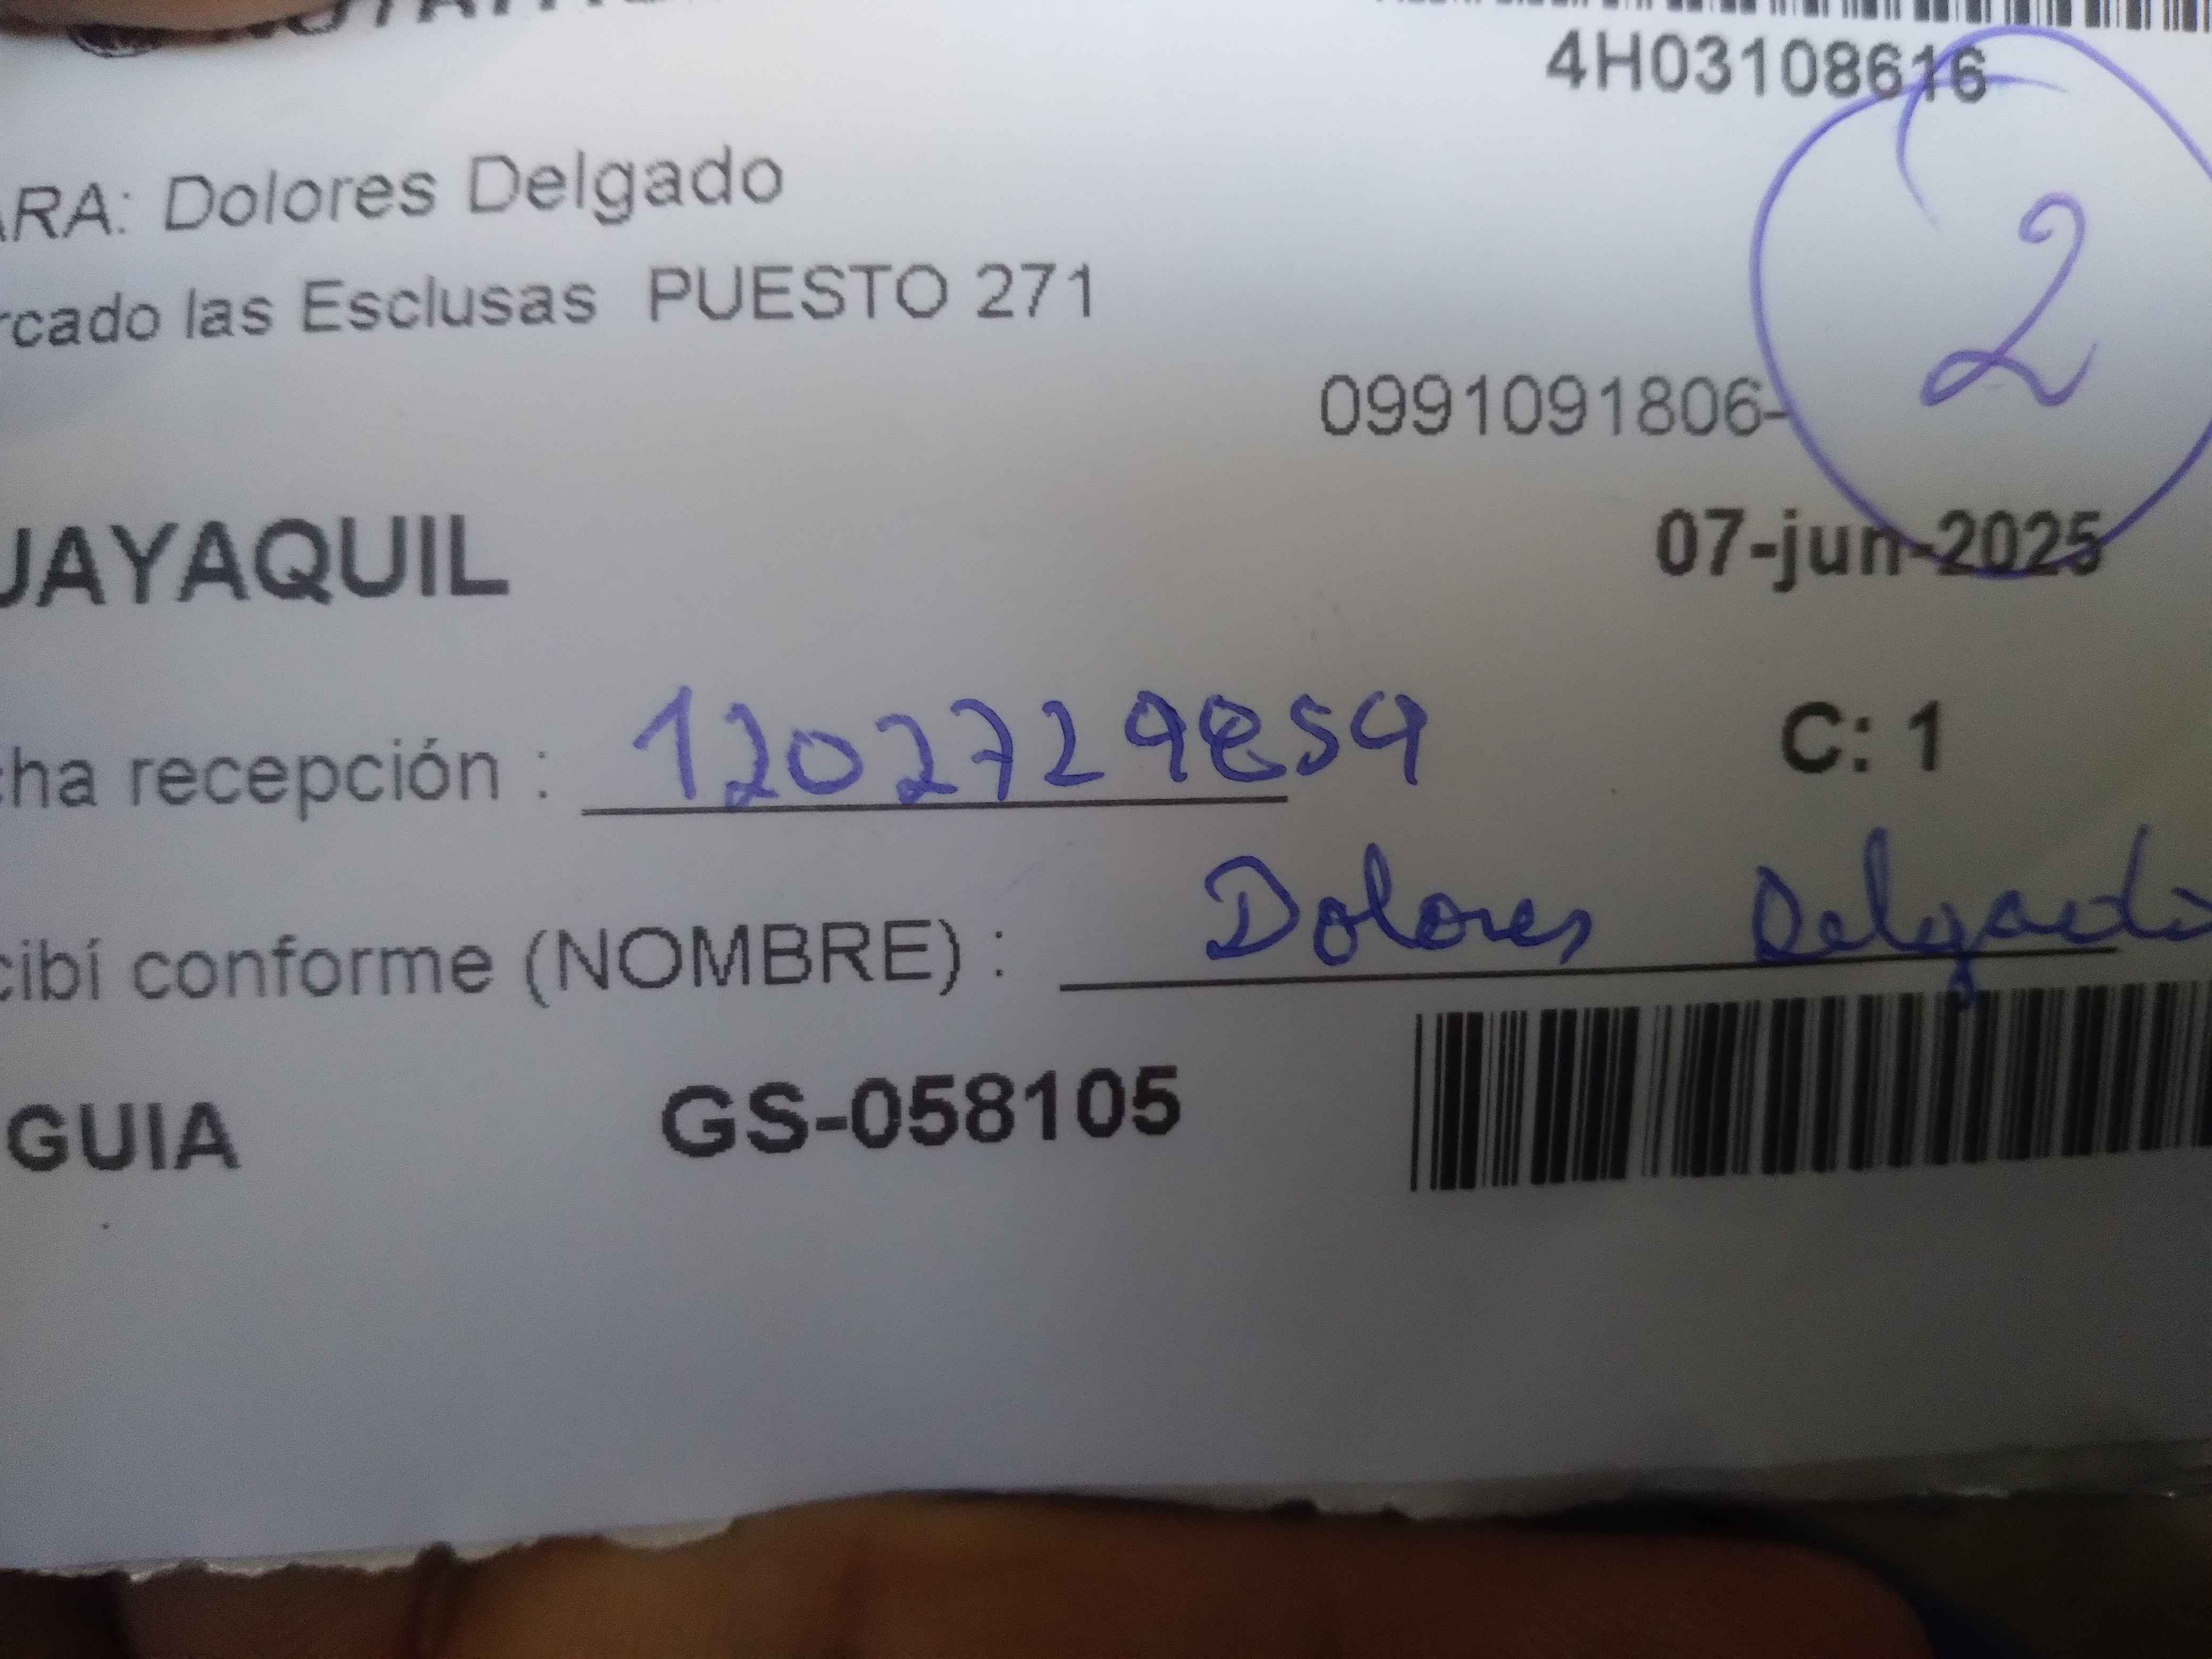 4H03108616
ARA: Dolores Delgado
rcado las Esclusas PUESTO 271
2
0991091806-
UAYAQUIL 07-jun-2025
cha recepción : 1202729859 C: 1
cibí conforme (NOMBRE) : Dolores Delgado
GUIA GS-058105